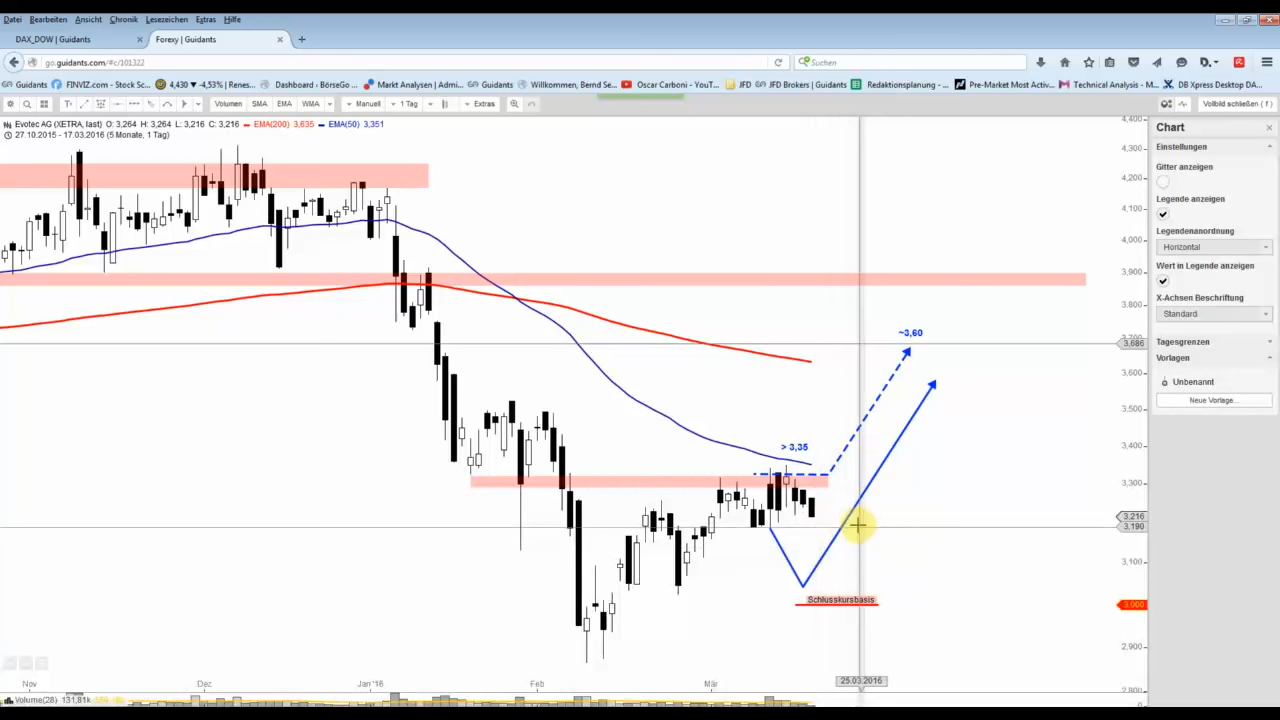 Datei Bearbeiten Ansicht Chronik Lesezeichen Extras Hilfe
DAX_DOW | Guidants × Forexy | Guidants × +
go.guidants.com/#c/101322 Suchen
Guidants FINVIZ.com - Stock Sc... 4,430 ▼ -4,53% | Renes... Dashboard ‹ BörseGo ... Markt Analysen | Admi... Guidants Willkommen, Bernd Se... Oscar Carboni - YouT... JFD JFD Brokers | Guidants Redaktionsplanung - ... Pre-Market Most Activ... Technical Analysis - M... DB Xpress Desktop DA...
Volumen SMA EMA WMA Manuell 1 Tag Extras Vollbild schließen ( f )
Evotec AG (XETRA, last) O: 3,264 H: 3,264 L: 3,216 C: 3,216 EMA(200) 3,635 EMA(50) 3,351
27.10.2015 - 17.03.2016 (5 Monate, 1 Tag)
4,400
4,300
4,200
4,100
4,000
3,900
3,800
~3,60
3,686
3,600
3,500
> 3,35
3,400
3,300
3,216
3,190
3,100
Schlusskursbasis
3,000
2,900
Nov Dez Jan'16 Feb Mär 25.03.2016
Volume(28) 131,81k
Chart ×
Einstellungen
Gitter anzeigen
Legende anzeigen
Legendenanordnung
Horizontal
Wert in Legende anzeigen
X-Achsen Beschriftung
Standard
Tagesgrenzen
Vorlagen
Unbenannt
Neue Vorlage...